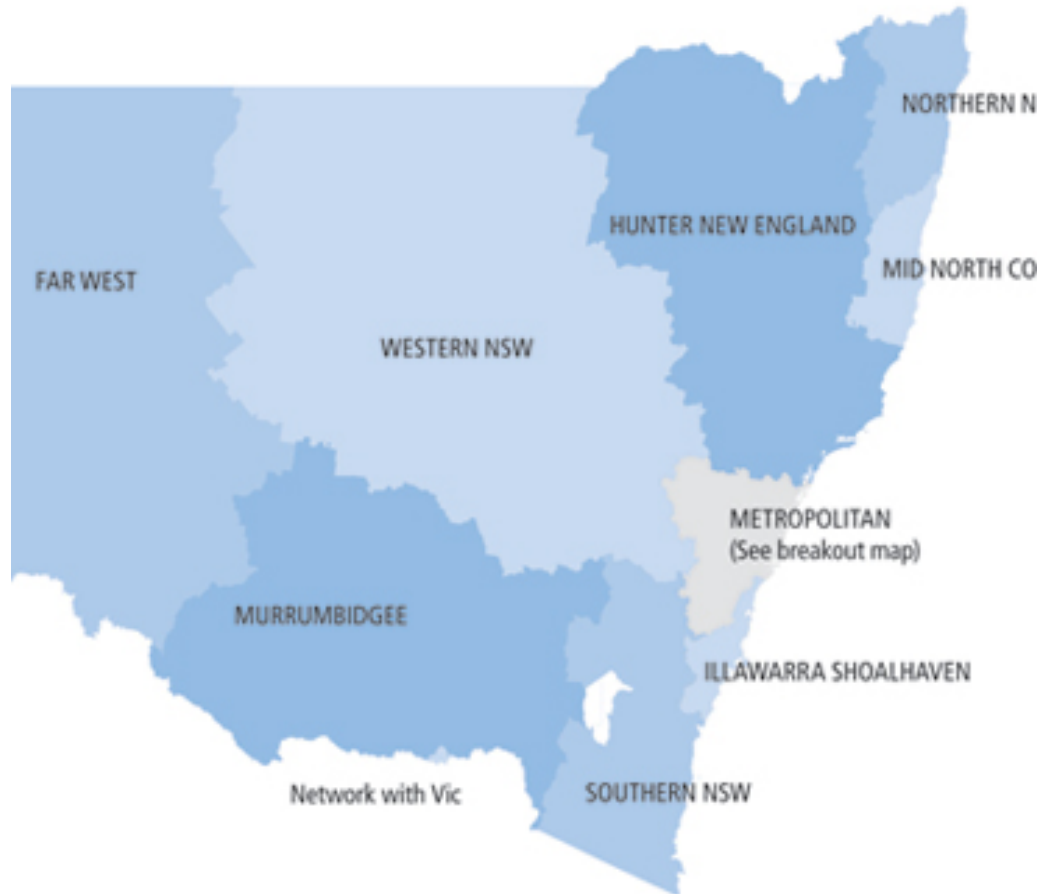 NORTHERN N
HUNTER NEW ENGLAND
MID NORTH CO
FAR WEST
WESTERN NSW
METROPOLITAN
(See breakout map)
MURRUMBIDGEE
ILLAWARRA SHOALHAVEN
Network with Vic
SOUTHERN NSW